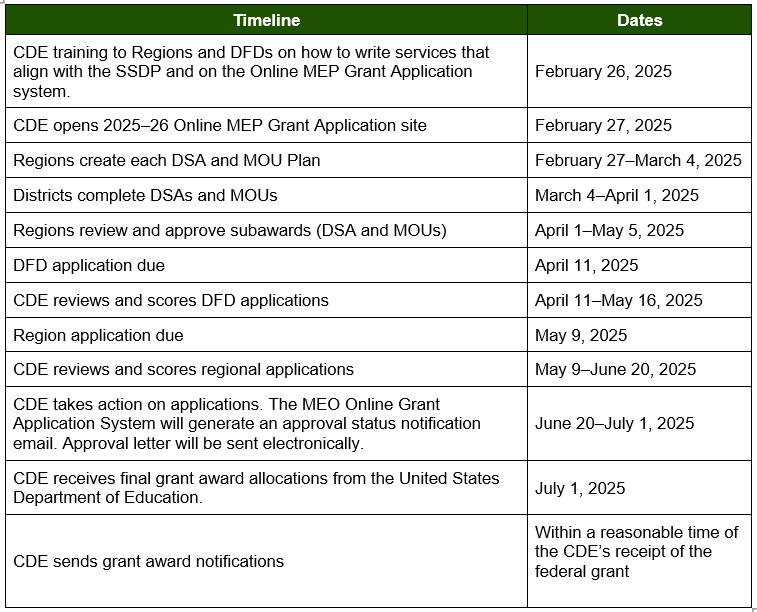 Timeline
Dates
CDE training to Regions and DFDs on how to write services that
align with the SSDP and on the Online MEP Grant Application
system.
February 26, 2025
CDE opens 2025–26 Online MEP Grant Application site
February 27, 2025
Regions create each DSA and MOU Plan
February 27–March 4, 2025
Districts complete DSAs and MOUs
March 4–April 1, 2025
Regions review and approve subawards (DSA and MOUs)
April 1–May 5, 2025
DFD application due
April 11, 2025
CDE reviews and scores DFD applications
April 11–May 16, 2025
Region application due
May 9, 2025
CDE reviews and scores regional applications
May 9–June 20, 2025
CDE takes action on applications. The MEO Online Grant
Application System will generate an approval status notification
email. Approval letter will be sent electronically.
June 20–July 1, 2025
CDE receives final grant award allocations from the United States
Department of Education.
July 1, 2025
CDE sends grant award notifications
Within a reasonable time of
the CDE’s receipt of the
federal grant